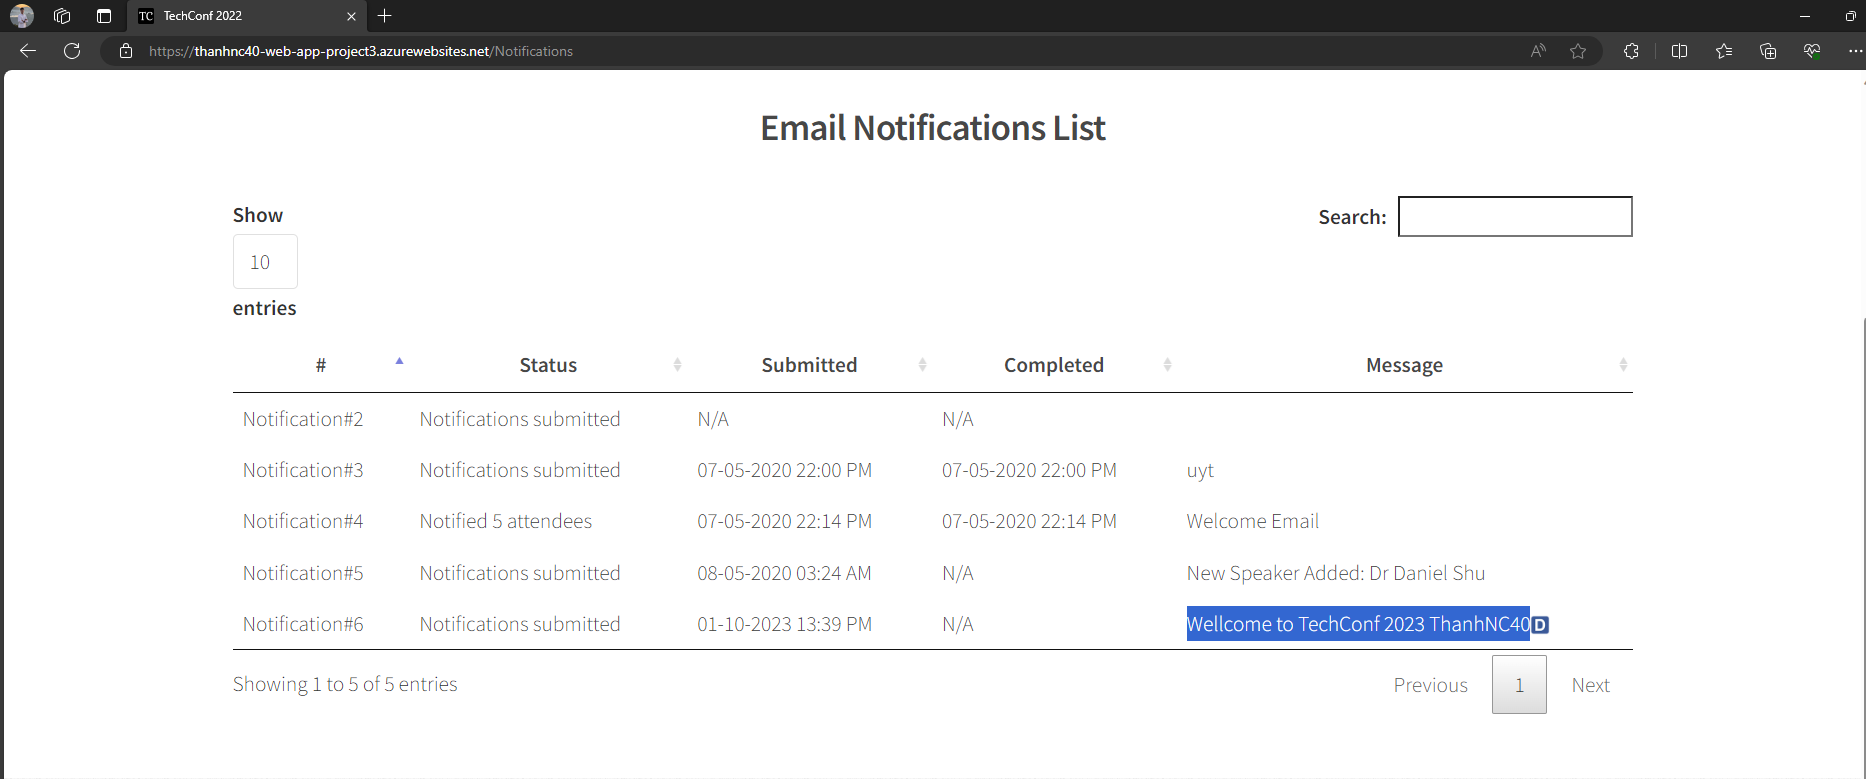 TC TechConf 2022
https://thanhnc40-web-app-project3.azurewebsites.net/Notifications
Email Notifications List
Show
10
entries
Search:
# Status Submitted Completed Message
Notification#2 Notifications submitted N/A N/A
Notification#3 Notifications submitted 07-05-2020 22:00 PM 07-05-2020 22:00 PM uyt
Notification#4 Notified 5 attendees 07-05-2020 22:14 PM 07-05-2020 22:14 PM Welcome Email
Notification#5 Notifications submitted 08-05-2020 03:24 AM N/A New Speaker Added: Dr Daniel Shu
Notification#6 Notifications submitted 01-10-2023 13:39 PM N/A Wellcome to TechConf 2023 ThanhNC40 D
Showing 1 to 5 of 5 entries
Previous 1 Next